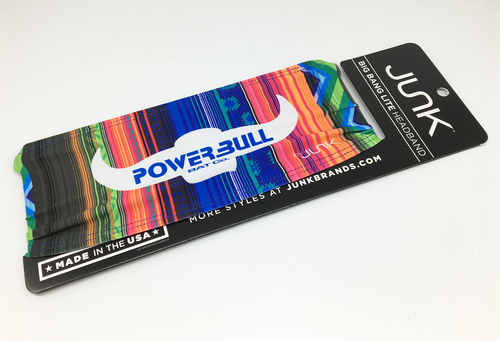 JUNK
BIG BANG LITE HEADBAND
POWERBULL
BAT CO.
JUNK
MORE STYLES AT JUNKBRANDS.COM
★ MADE IN THE USA ★